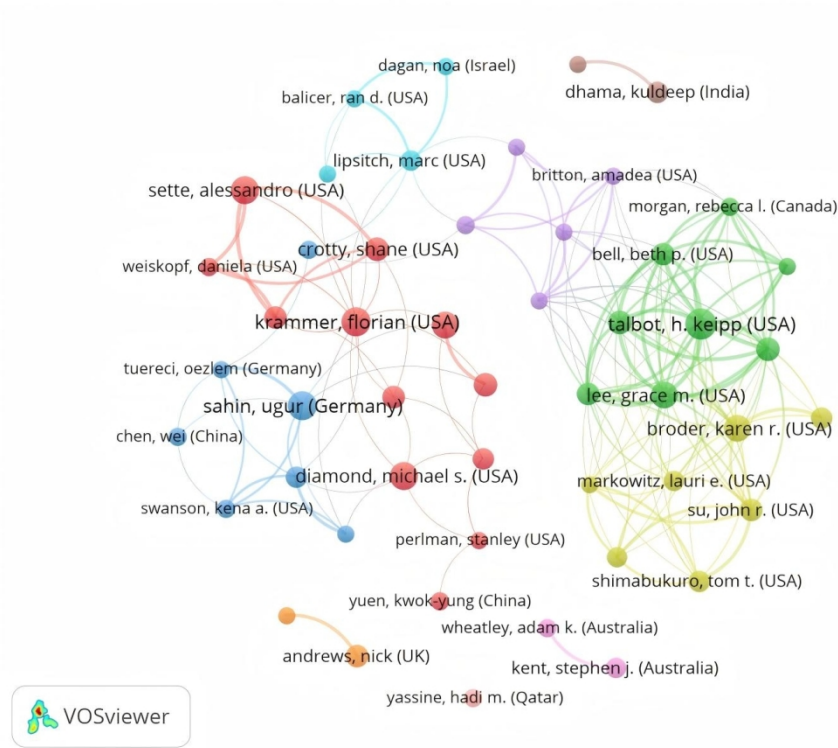 dagan, noa (Israel)
dhama, kuldeep (India)
balicer, ran d. (USA)
lipsitch, marc (USA)
britton, amadea (USA)
sette, alessandro (USA)
morgan, rebecca l. (Canada)
crotty, shane (USA)
bell, beth p. (USA)
weiskopf, daniela (USA)
krammer, florian (USA)
talbot, h. keipp (USA)
tuereci, oezlem (Germany)
lee, grace m. (USA)
sahin, ugur (Germany)
broder, karen r. (USA)
chen, wei (China)
diamond, michael s. (USA)
markowitz, lauri e. (USA)
swanson, kena a. (USA)
su, john r. (USA)
perlman, stanley (USA)
shimabukuro, tom t. (USA)
yuen, kwok-yung (China)
wheatley, adam k. (Australia)
andrews, nick (UK)
kent, stephen j. (Australia)
yassine, hadi m. (Qatar)
VOSviewer